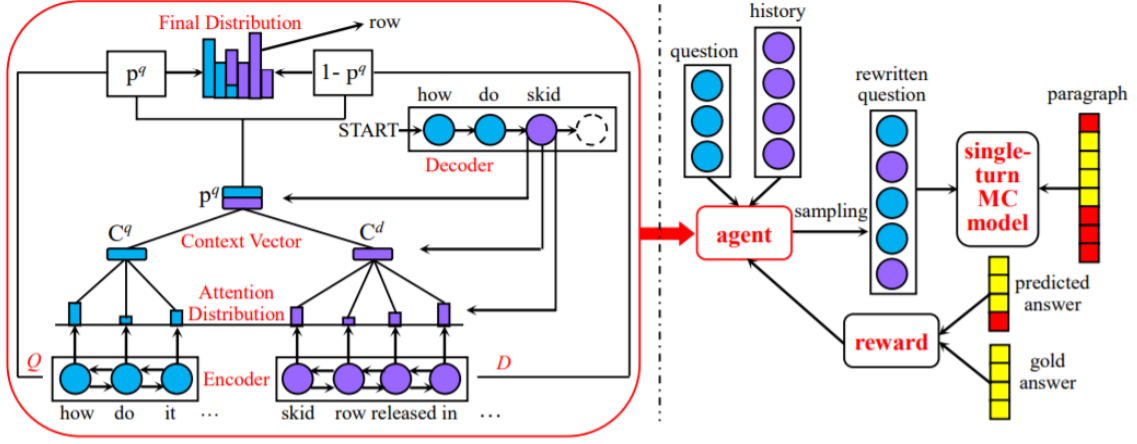 Final Distribution
row
p^q
1- p^q
how do skid
START
Decoder
p^q
C^q
C^d
Context Vector
Attention
Distribution
Q
Encoder
D
how do it ...
skid row released in ...
history
question
rewritten
question
paragraph
single-
turn
MC
model
sampling
agent
predicted
answer
reward
gold
answer